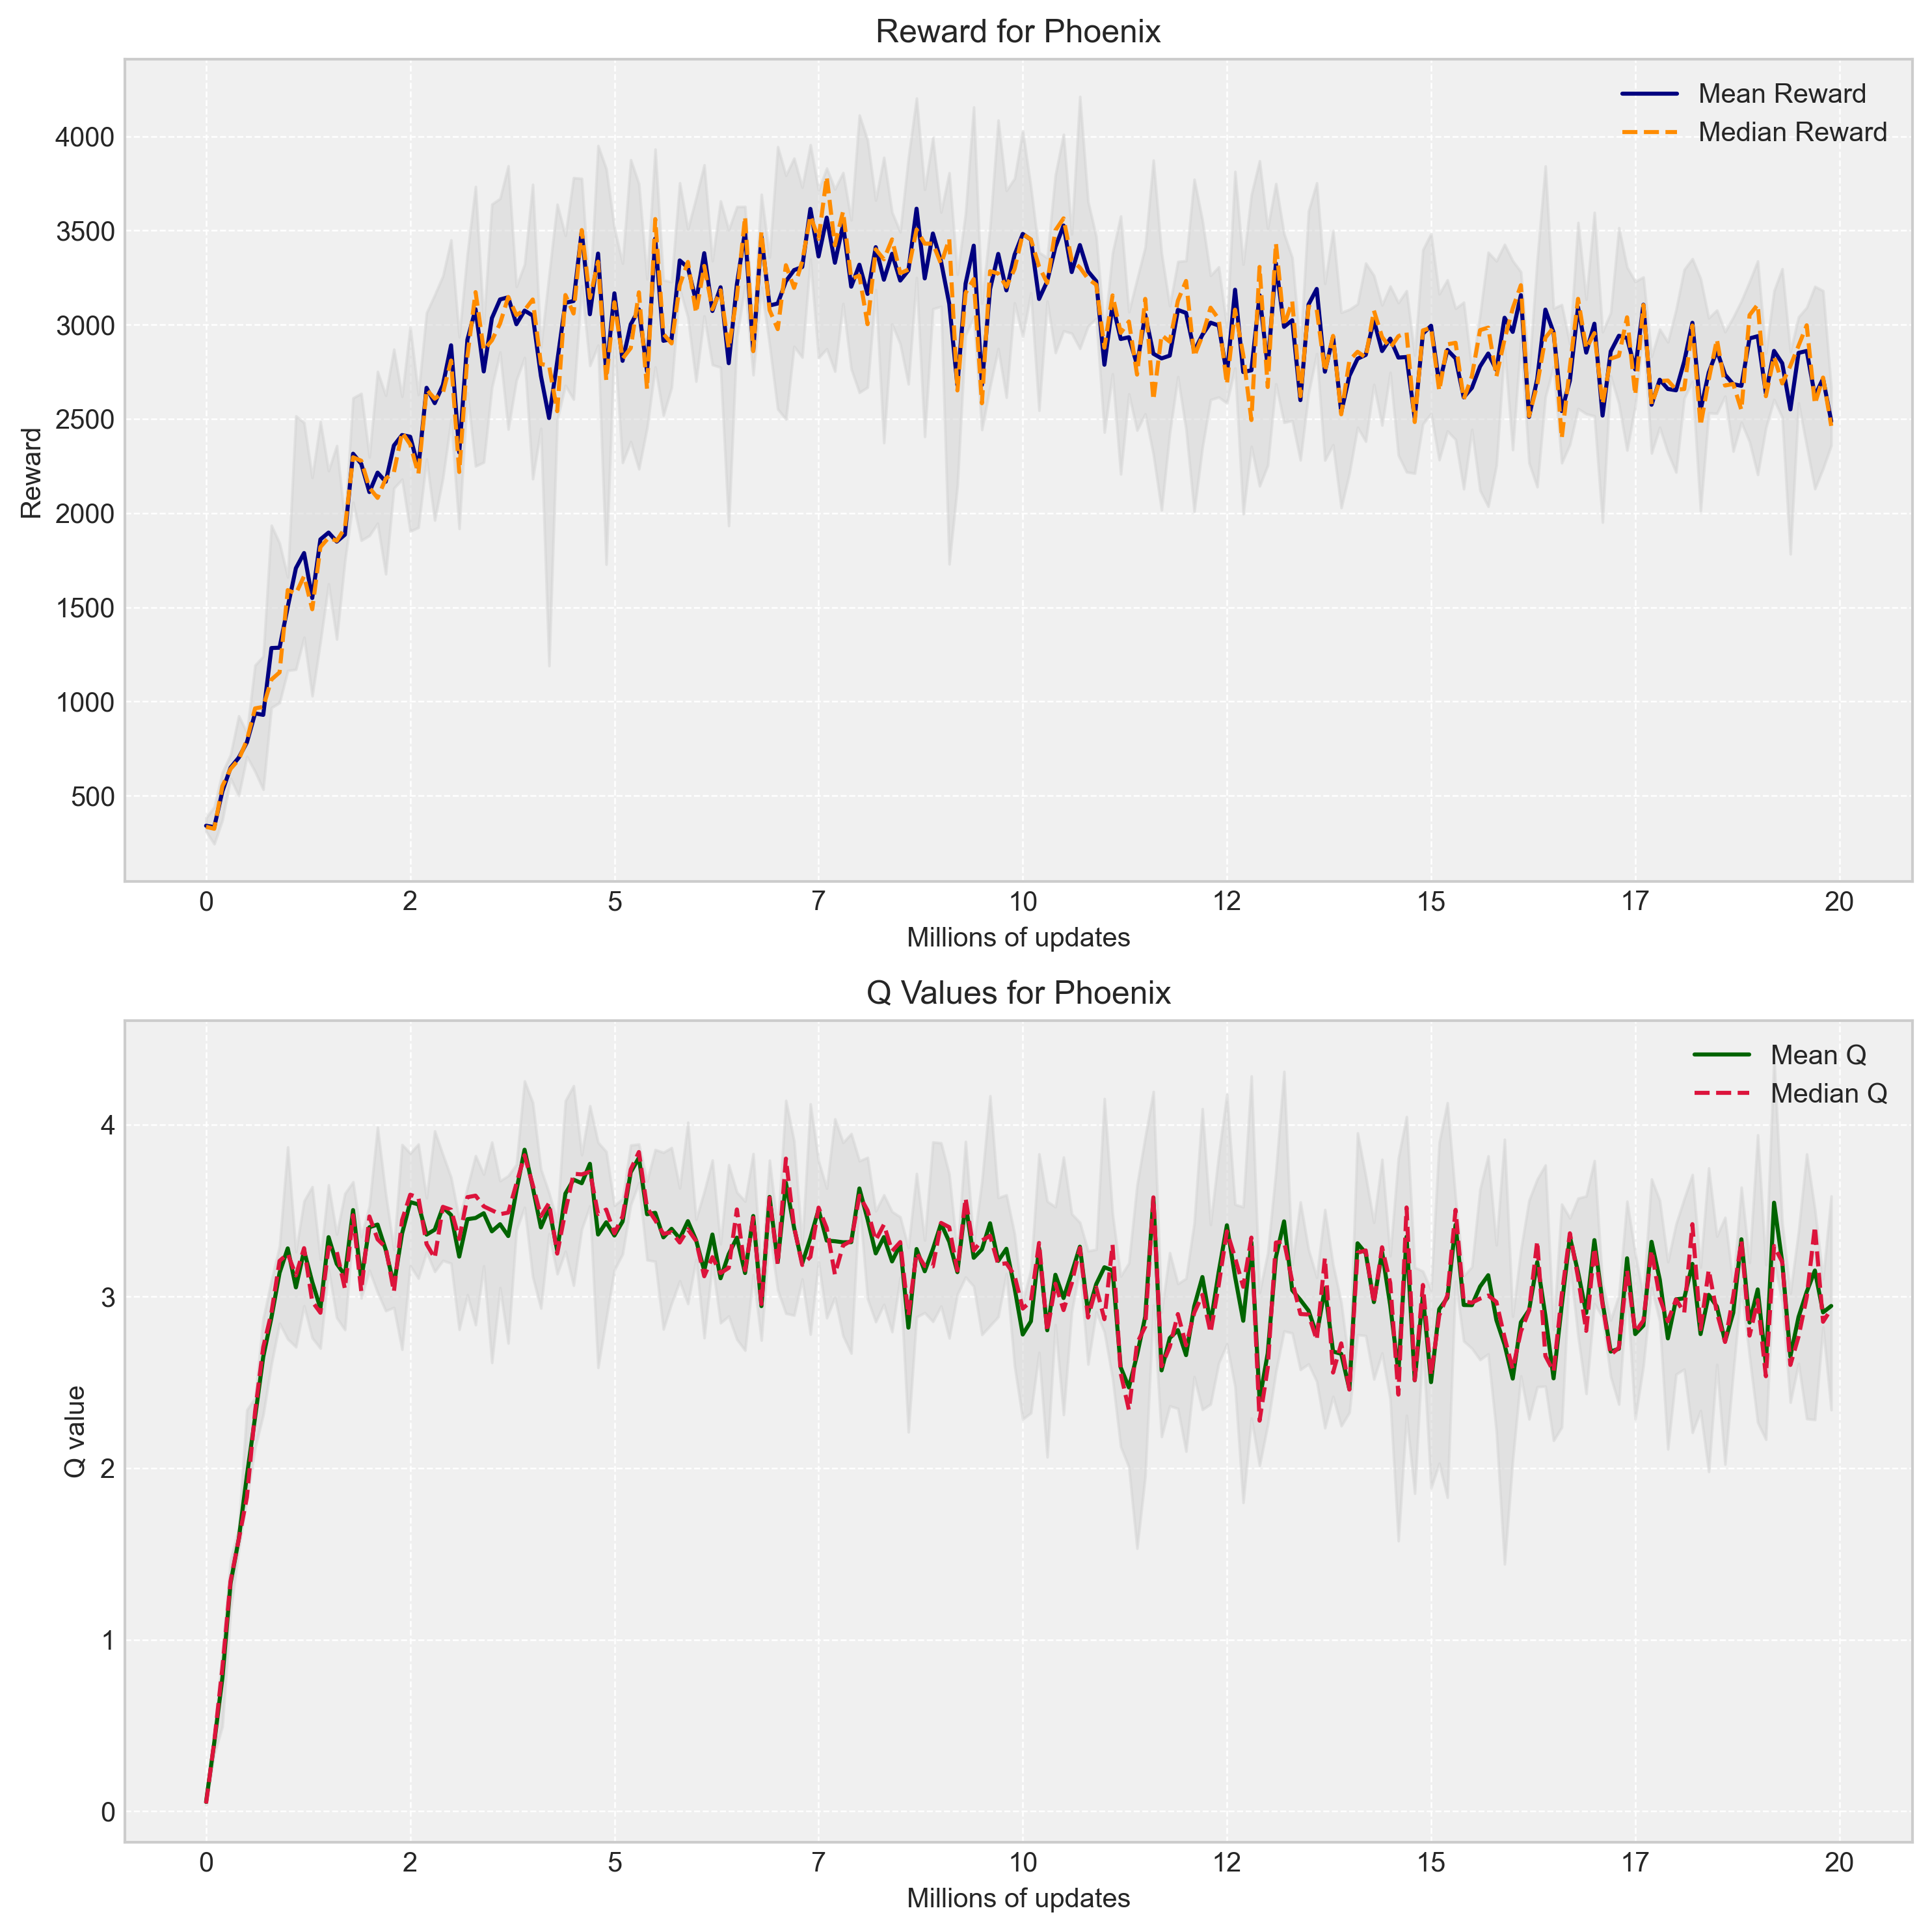 Reward for Phoenix
Mean Reward
Median Reward
4000
3500
3000
2500
2000
1500
1000
500
Reward
0 2 5 7 10 12 15 17 20
Millions of updates
Q Values for Phoenix
Mean Q
Median Q
4
3
2
1
0
Q value
0 2 5 7 10 12 15 17 20
Millions of updates